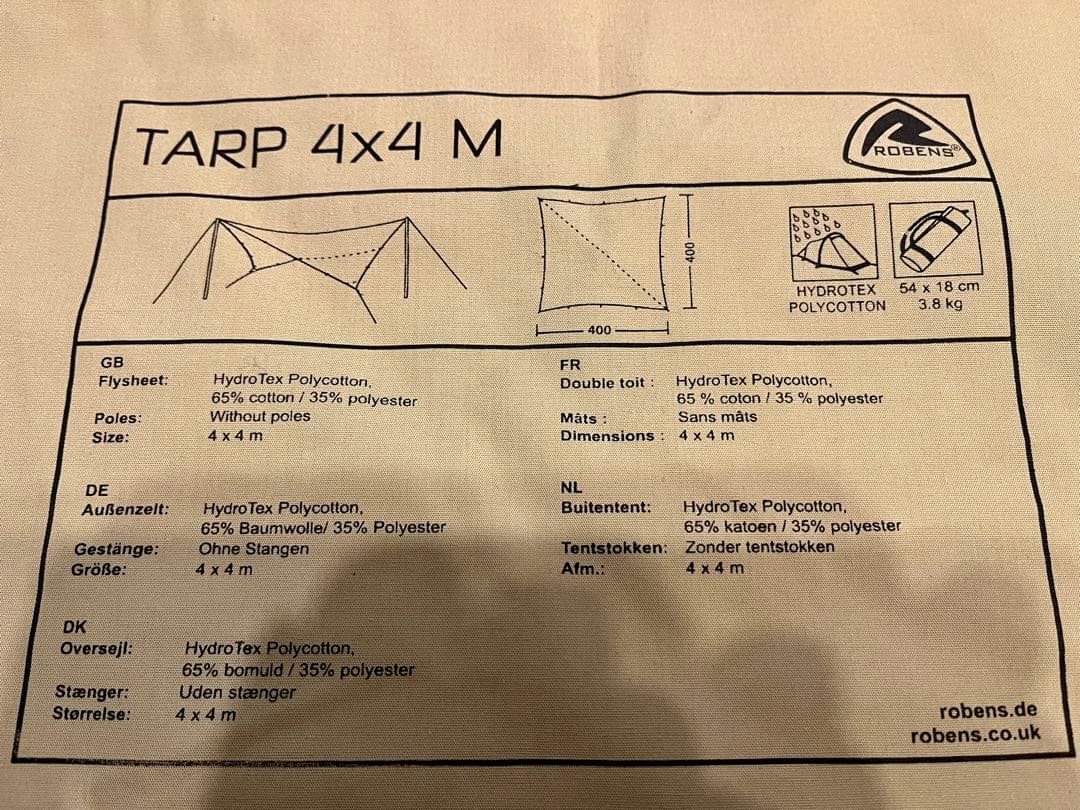 TARP 4x4 M
ROBENS®
400
400
HYDROTEX
POLYCOTTON
54 x 18 cm
3.8 kg
GB
Flysheet: HydroTex Polycotton,
65% cotton / 35% polyester
Poles: Without poles
Size: 4 x 4 m
FR
Double toit : HydroTex Polycotton,
65 % coton / 35 % polyester
Mâts : Sans mâts
Dimensions : 4 x 4 m
DE
Außenzelt: HydroTex Polycotton,
65% Baumwolle/ 35% Polyester
Gestänge: Ohne Stangen
Größe: 4 x 4 m
NL
Buitentent: HydroTex Polycotton,
65% katoen / 35% polyester
Tentstokken: Zonder tentstokken
Afm.: 4 x 4 m
DK
Oversejl: HydroTex Polycotton,
65% bomuld / 35% polyester
Stænger: Uden stænger
Størrelse: 4 x 4 m
robens.de
robens.co.uk